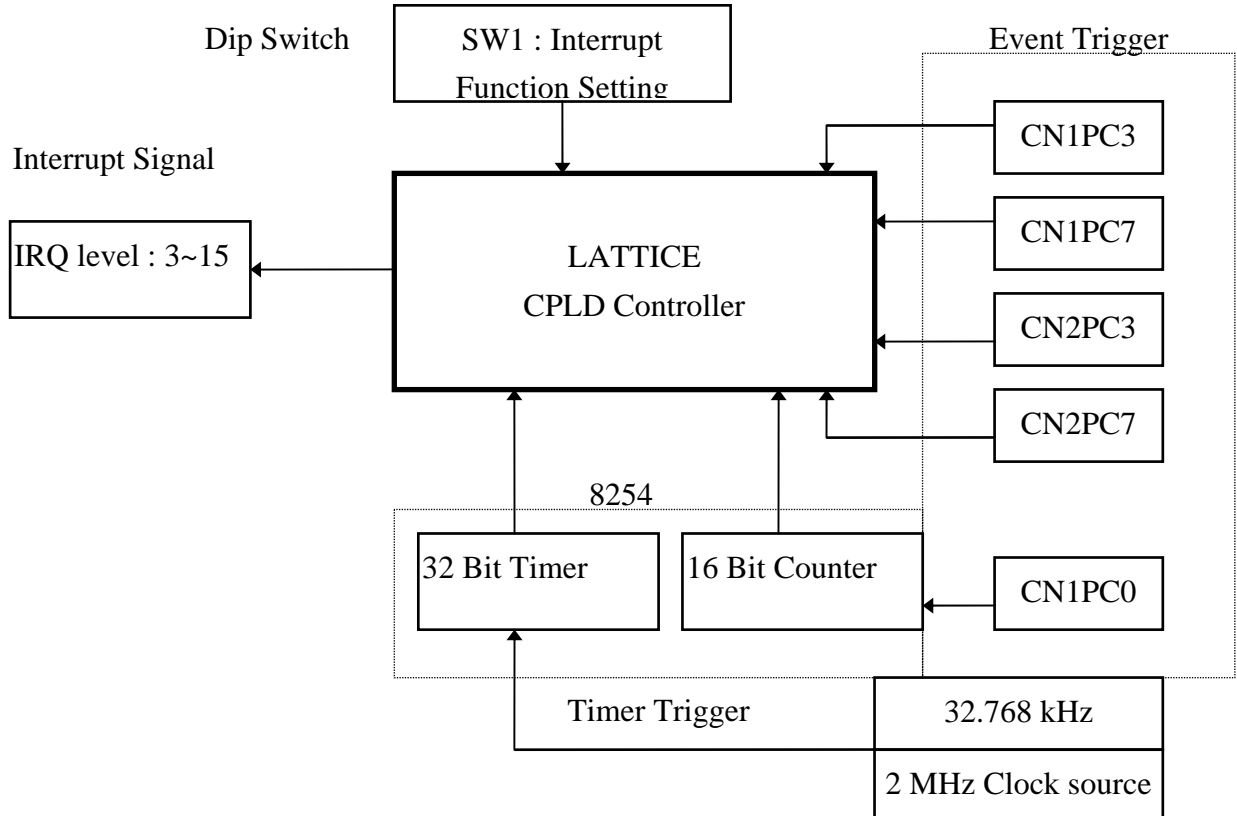 Dip Switch
SW1 : Interrupt
Function Setting
Event Trigger
Interrupt Signal
IRQ level : 3~15
LATTICE
CPLD Controller
CN1PC3
CN1PC7
CN2PC3
CN2PC7
8254
32 Bit Timer
16 Bit Counter
CN1PC0
Timer Trigger
32.768 kHz
2 MHz Clock source